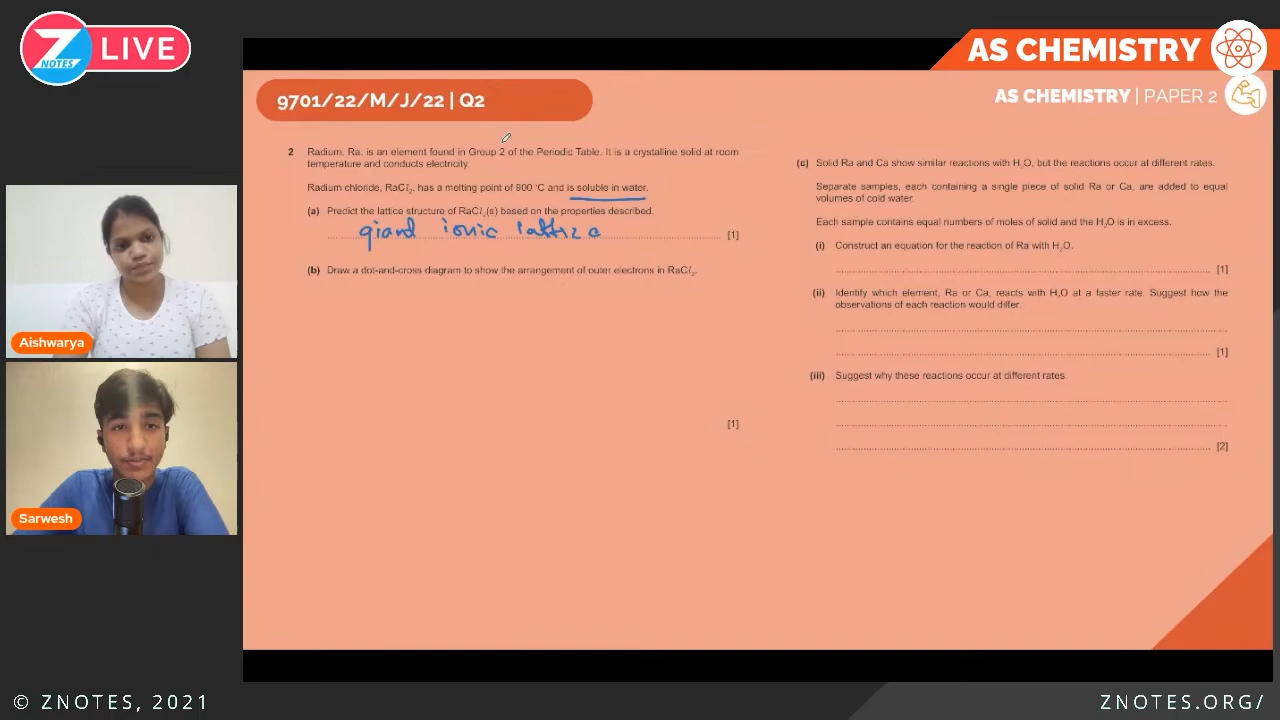 Z NOTES LIVE
AS CHEMISTRY
9701/22/M/J/22 | Q2
AS CHEMISTRY | PAPER 2
2 Radium, Ra, is an element found in Group 2 of the Periodic Table. It is a crystalline solid at room
temperature and conducts electricity.
Radium chloride, RaCl₂, has a melting point of 900 °C and is soluble in water.
(a) Predict the lattice structure of RaCl₂(s) based on the properties described.
giant ionic lattice
[1]
(b) Draw a dot-and-cross diagram to show the arrangement of outer electrons in RaCl₂.
[1]
(c) Solid Ra and Ca show similar reactions with H₂O, but the reactions occur at different rates.
Separate samples, each containing a single piece of solid Ra or Ca, are added to equal
volumes of cold water.
Each sample contains equal numbers of moles of solid and the H₂O is in excess.
(i) Construct an equation for the reaction of Ra with H₂O.
[1]
(ii) Identify which element, Ra or Ca, reacts with H₂O at a faster rate. Suggest how the
observations of each reaction would differ.
[1]
(iii) Suggest why these reactions occur at different rates.
[2]
Aishwarya
Sarwesh
© ZNOTES, 2021
ZNOTES.ORG/